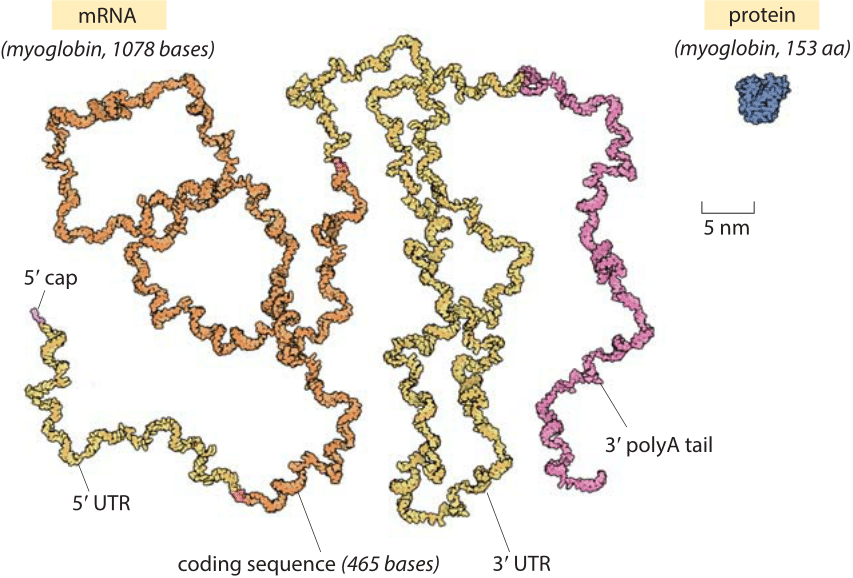 mRNA
(myoglobin, 1078 bases)
protein
(myoglobin, 153 aa)
5 nm
5′ cap
3′ polyA tail
5′ UTR
coding sequence (465 bases)
3′ UTR